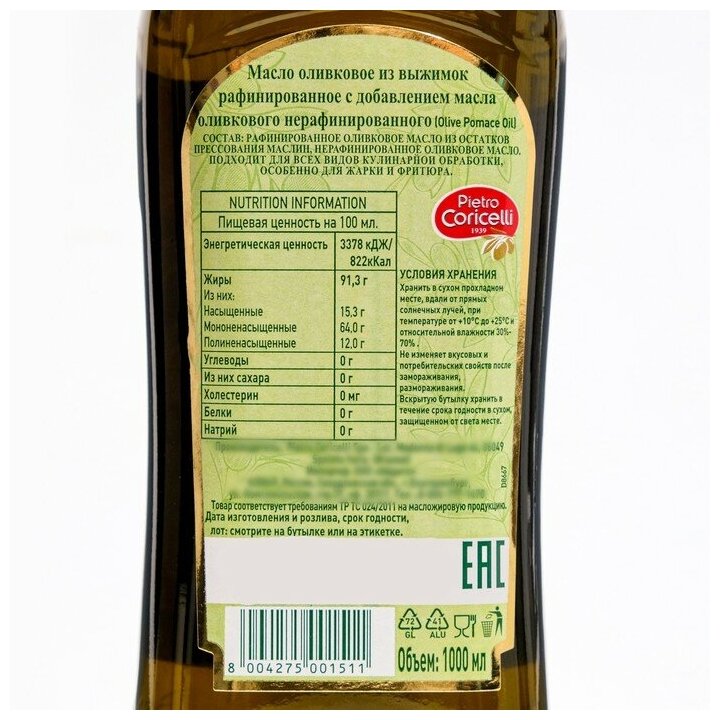 Масло оливковое из выжимок
рафинированное с добавлением масла
оливкового нерафинированного (Olive Pomace Oil)
СОСТАВ: РАФИНИРОВАННОЕ ОЛИВКОВОЕ МАСЛО ИЗ ОСТАТКОВ
ПРЕССОВАНИЯ МАСЛИН, НЕРАФИНИРОВАННОЕ ОЛИВКОВОЕ МАСЛО.
ПОДХОДИТ ДЛЯ ВСЕХ ВИДОВ КУЛИНАРНОИ ОБРАБОТКИ,
ОСОБЕННО ДЛЯ ЖАРКИ И ФРИТЮРА.
NUTRITION INFORMATION
Пищевая ценность на 100 мл.
Энегретическая ценность 3378 кДЖ/
822кКал
Жиры 91,3 г
Из них:
Насыщенные 15,3 г
Мононенасыщенные 64,0 г
Полиненасыщенные 12,0 г
Углеводы 0 г
Из них сахара 0 г
Холестерин 0 мг
Белки 0 г
Натрий 0 г
Pietro
Coricelli
1939
УСЛОВИЯ ХРАНЕНИЯ
Хранить в сухом прохладном
месте, вдали от прямых
солнечных лучей, при
температуре от +10°С до +25°С и
относительной влажности 30%-
70% .
Не изменяет вкусовых и
потребительских свойств после
замораживания,
размораживания.
Вскрытую бутылку хранить в
течение срока годности в сухом,
защищенном от света месте.
D8667
Товар соответствует требованиям ТР ТС 024/2011 на масложировую продукцию.
Дата изготовления и розлива, срок годности,
лот: смотрите на бутылке или на этикетке.
EAC
72
GL
41
ALU
8 004275 001511
Объем: 1000 мл